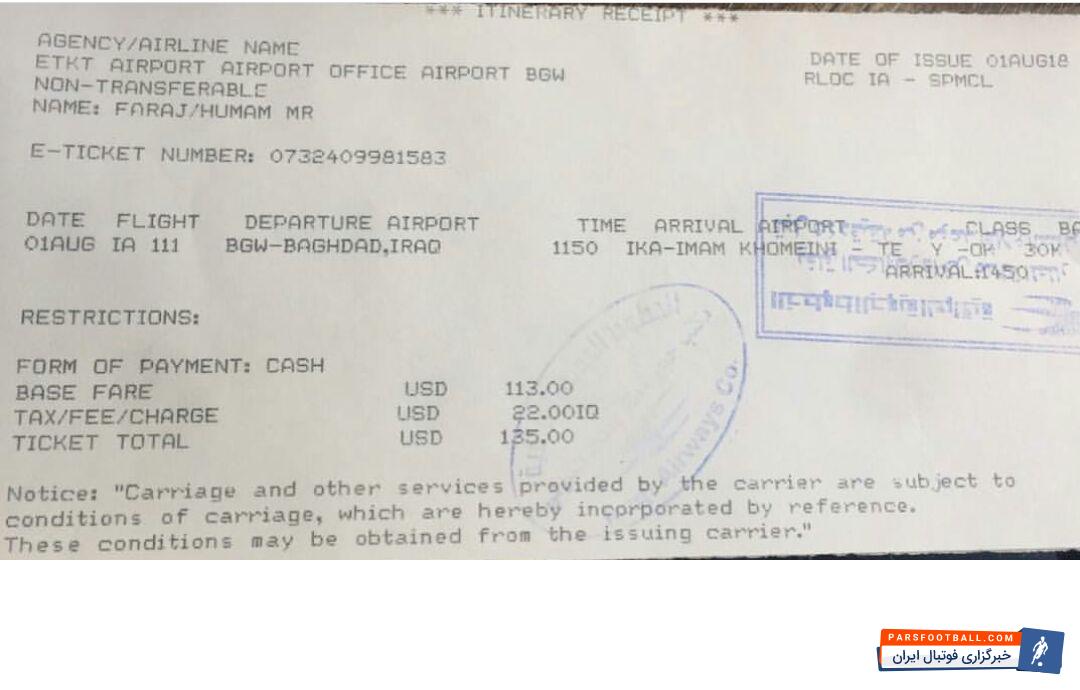 *** ITINERARY RECEIPT ***
AGENCY/AIRLINE NAME
ETKT AIRPORT AIRPORT OFFICE AIRPORT BGW
NON-TRANSFERABLE
NAME: FARAJ/HUMAM MR
DATE OF ISSUE 01AUG18
RLOC IA - SPMCL
E-TICKET NUMBER: 0732409981583
DATE FLIGHT DEPARTURE AIRPORT TIME ARRIVAL AIRPORT CLASS BA
01AUG IA 111 BGW-BAGHDAD,IRAQ 1150 IKA-IMAM KHOMEINI - TE Y -OK 30K
ARRIVAL:1450
RESTRICTIONS:
FORM OF PAYMENT: CASH
BASE FARE USD 113.00
TAX/FEE/CHARGE USD 22.00IQ
TICKET TOTAL USD 135.00
Airways Co.
Notice: "Carriage and other services provided by the carrier are subject to
conditions of carriage, which are hereby incorporated by reference.
These conditions may be obtained from the issuing carrier."
PARSFOOTBALL.COM
خبرگزاری فوتبال ایران